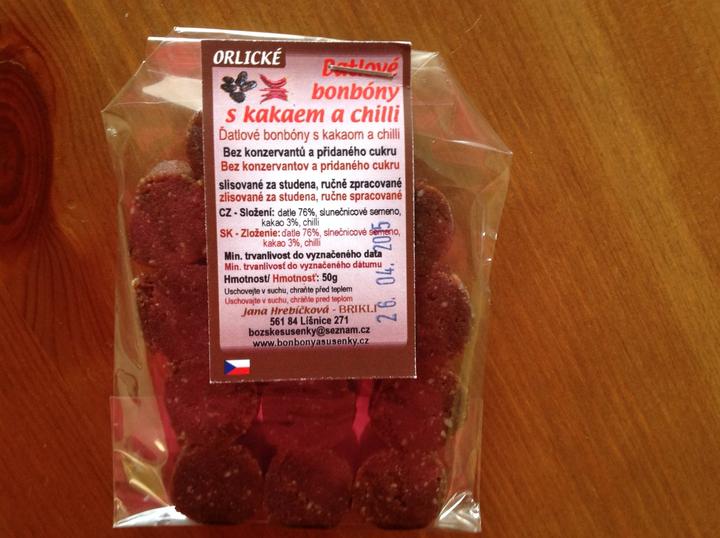 ORLICKÉ
Datlové
bonbóny
s kakaem a chilli
Ďatlové bonbóny s kakaom a chilli
Bez konzervantů a přidaného cukru
Bez konzervantov a pridaného cukru
slisované za studena, ručně zpracované
zlisované za studena, ručne spracované
CZ - Složení: datle 76%, slunečnicové semeno,
kakao 3%, chilli
SK - Zloženie: datle 76%, slnečnicové semeno,
kakao 3%, chilli
Min. trvanlivost do vyznačeného data
Min. trvanlivosť do vyznačeného dátumu
Hmotnost/ Hmotnosť: 50g
Uschovejte v suchu, chraňte před teplem
Uschovajte v suchu, chráňte pred teplom
Jana Hrebíčková - BRIKLI
561 84 Líšnice 271
bozskesusenky@seznam.cz
www.bonbonyasusenky.cz
26. 04. 2015